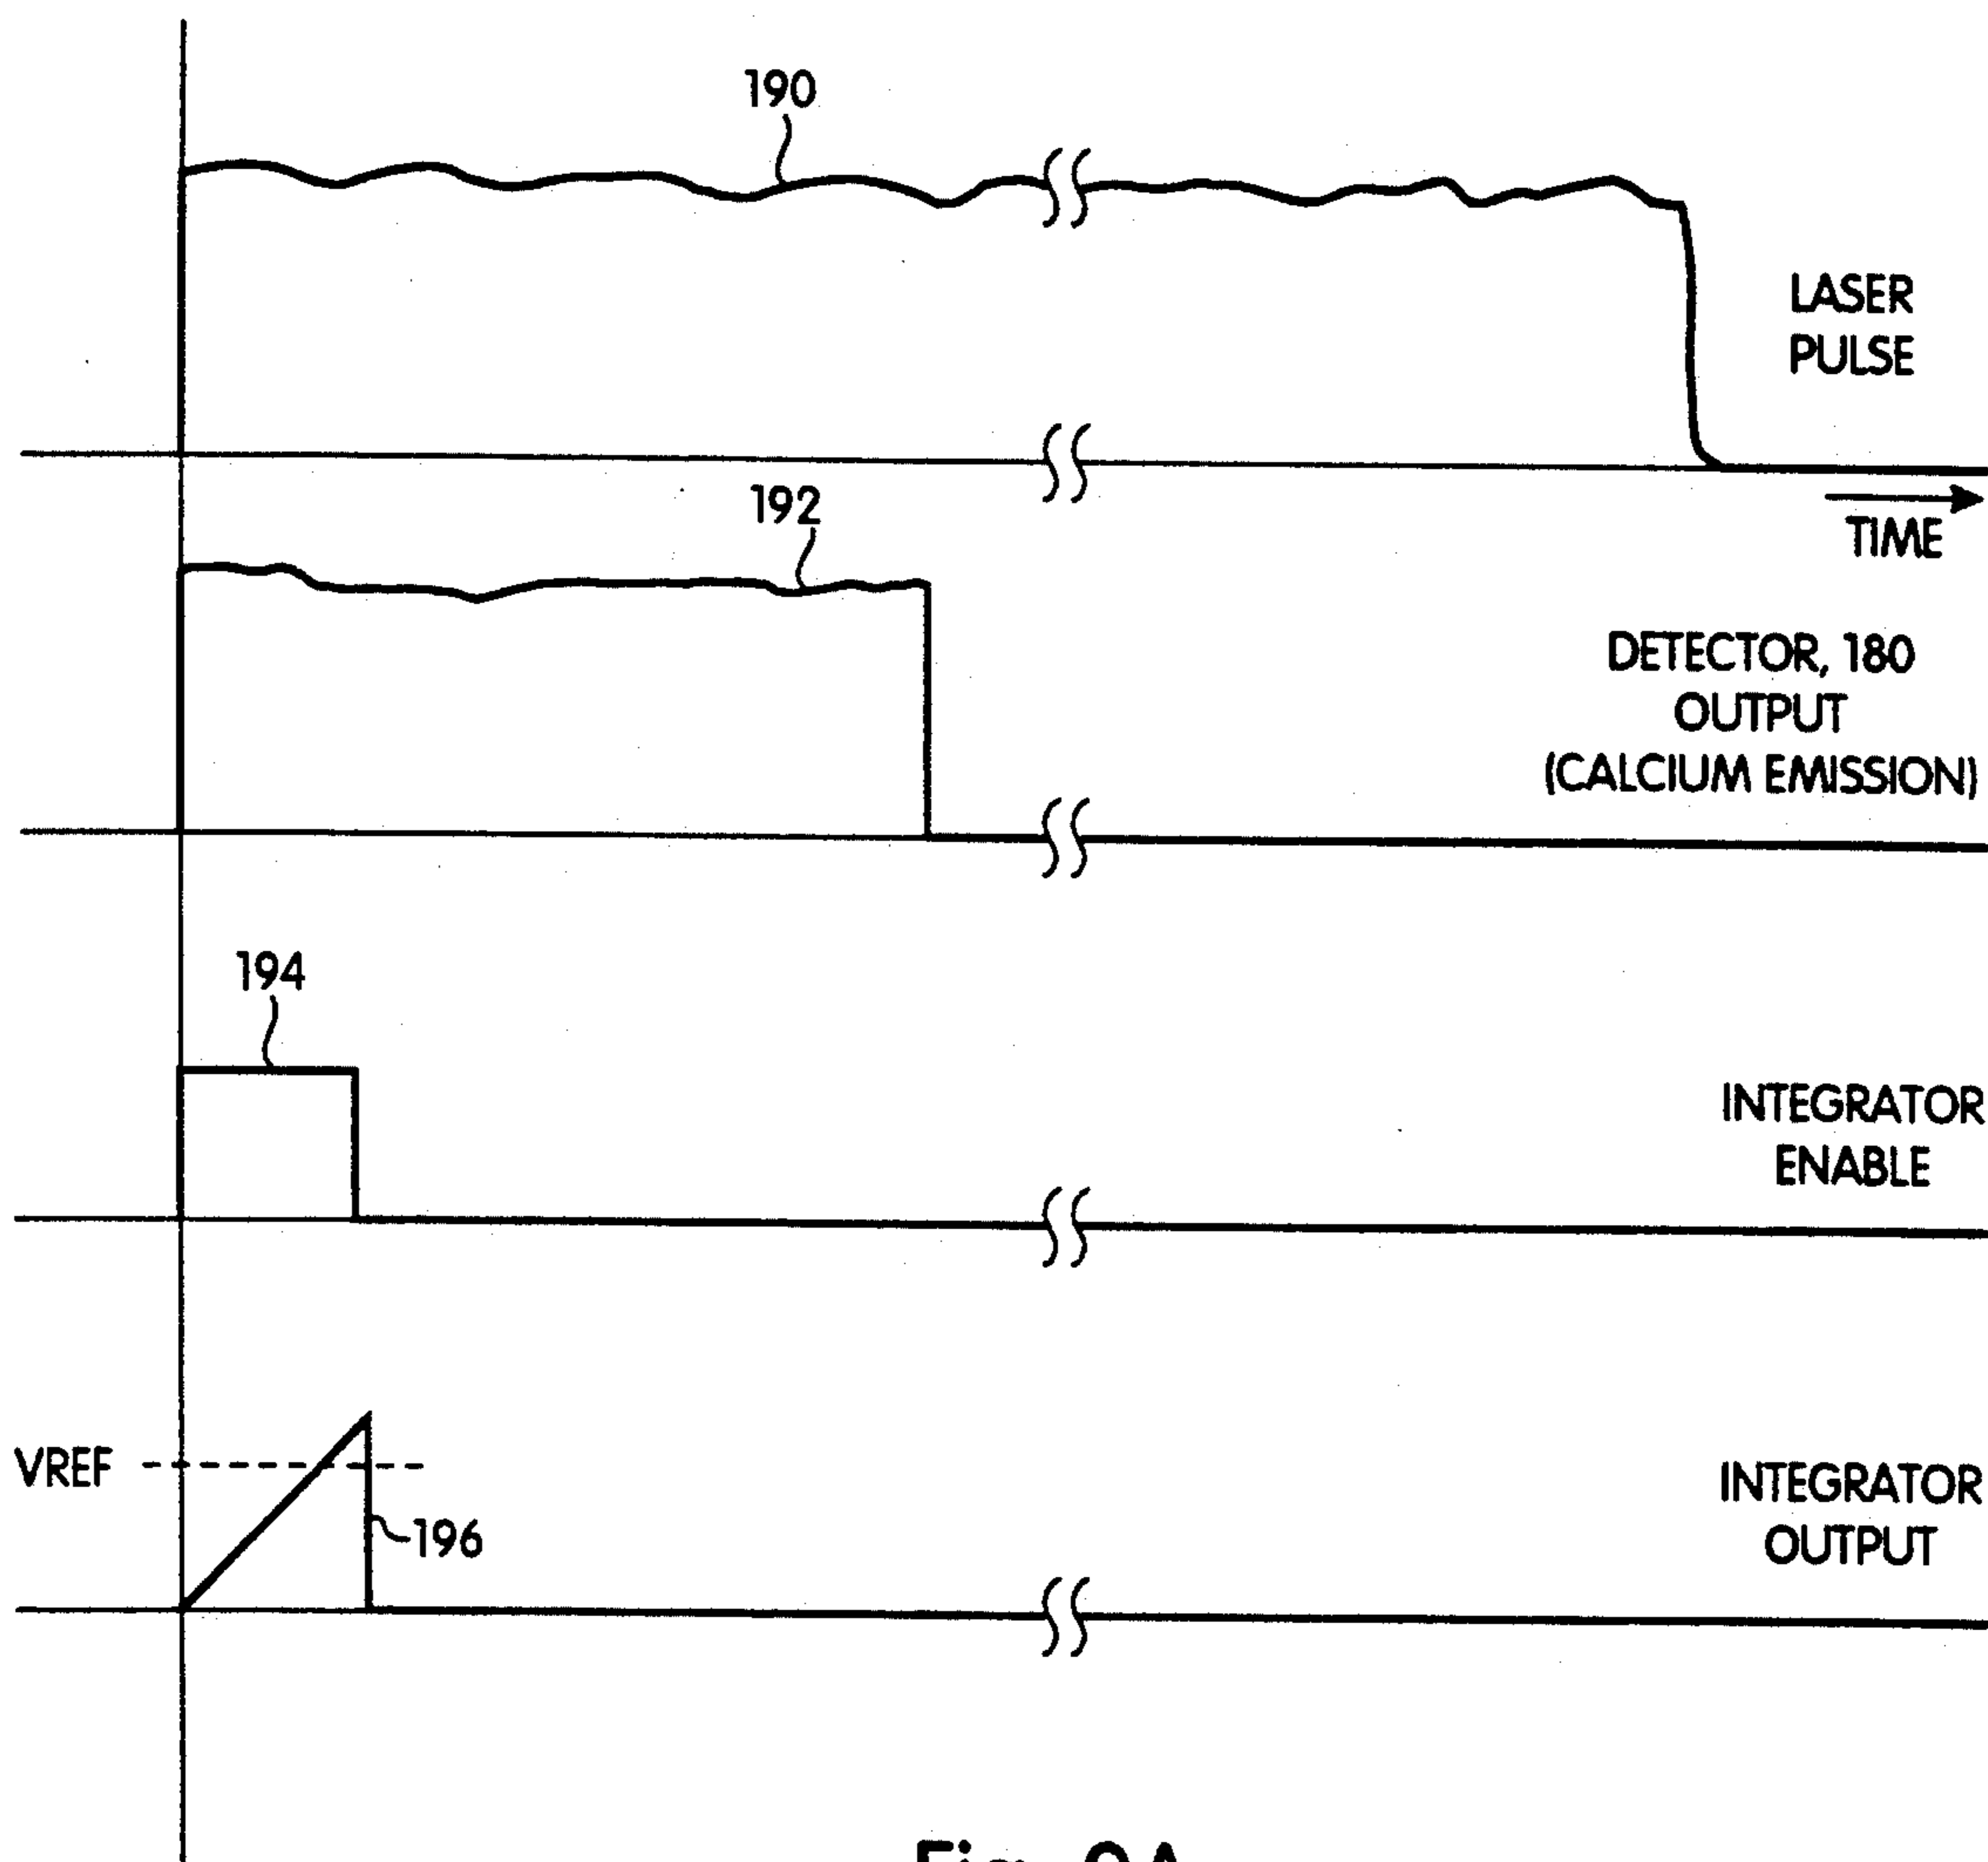 190
LASER
PULSE
192
TIME
DETECTOR, 180
OUTPUT
(CALCIUM EMISSION)
194
INTEGRATOR
ENABLE
VREF
196
INTEGRATOR
OUTPUT